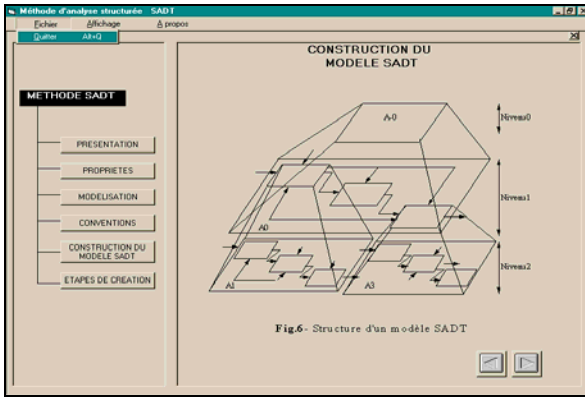 Méthode d'analyse structurée SADT
Fichier Affichage A propos
Quitter Alt+Q
METHODE SADT
PRESENTATION
PROPRIETES
MODELISATION
CONVENTIONS
CONSTRUCTION DU
MODELE SADT
ETAPES DE CREATION
CONSTRUCTION DU
MODELE SADT
A-0
Niveau0
Niveau1
A0
Niveau2
A1
A3
Fig.6- Structure d'un modèle SADT